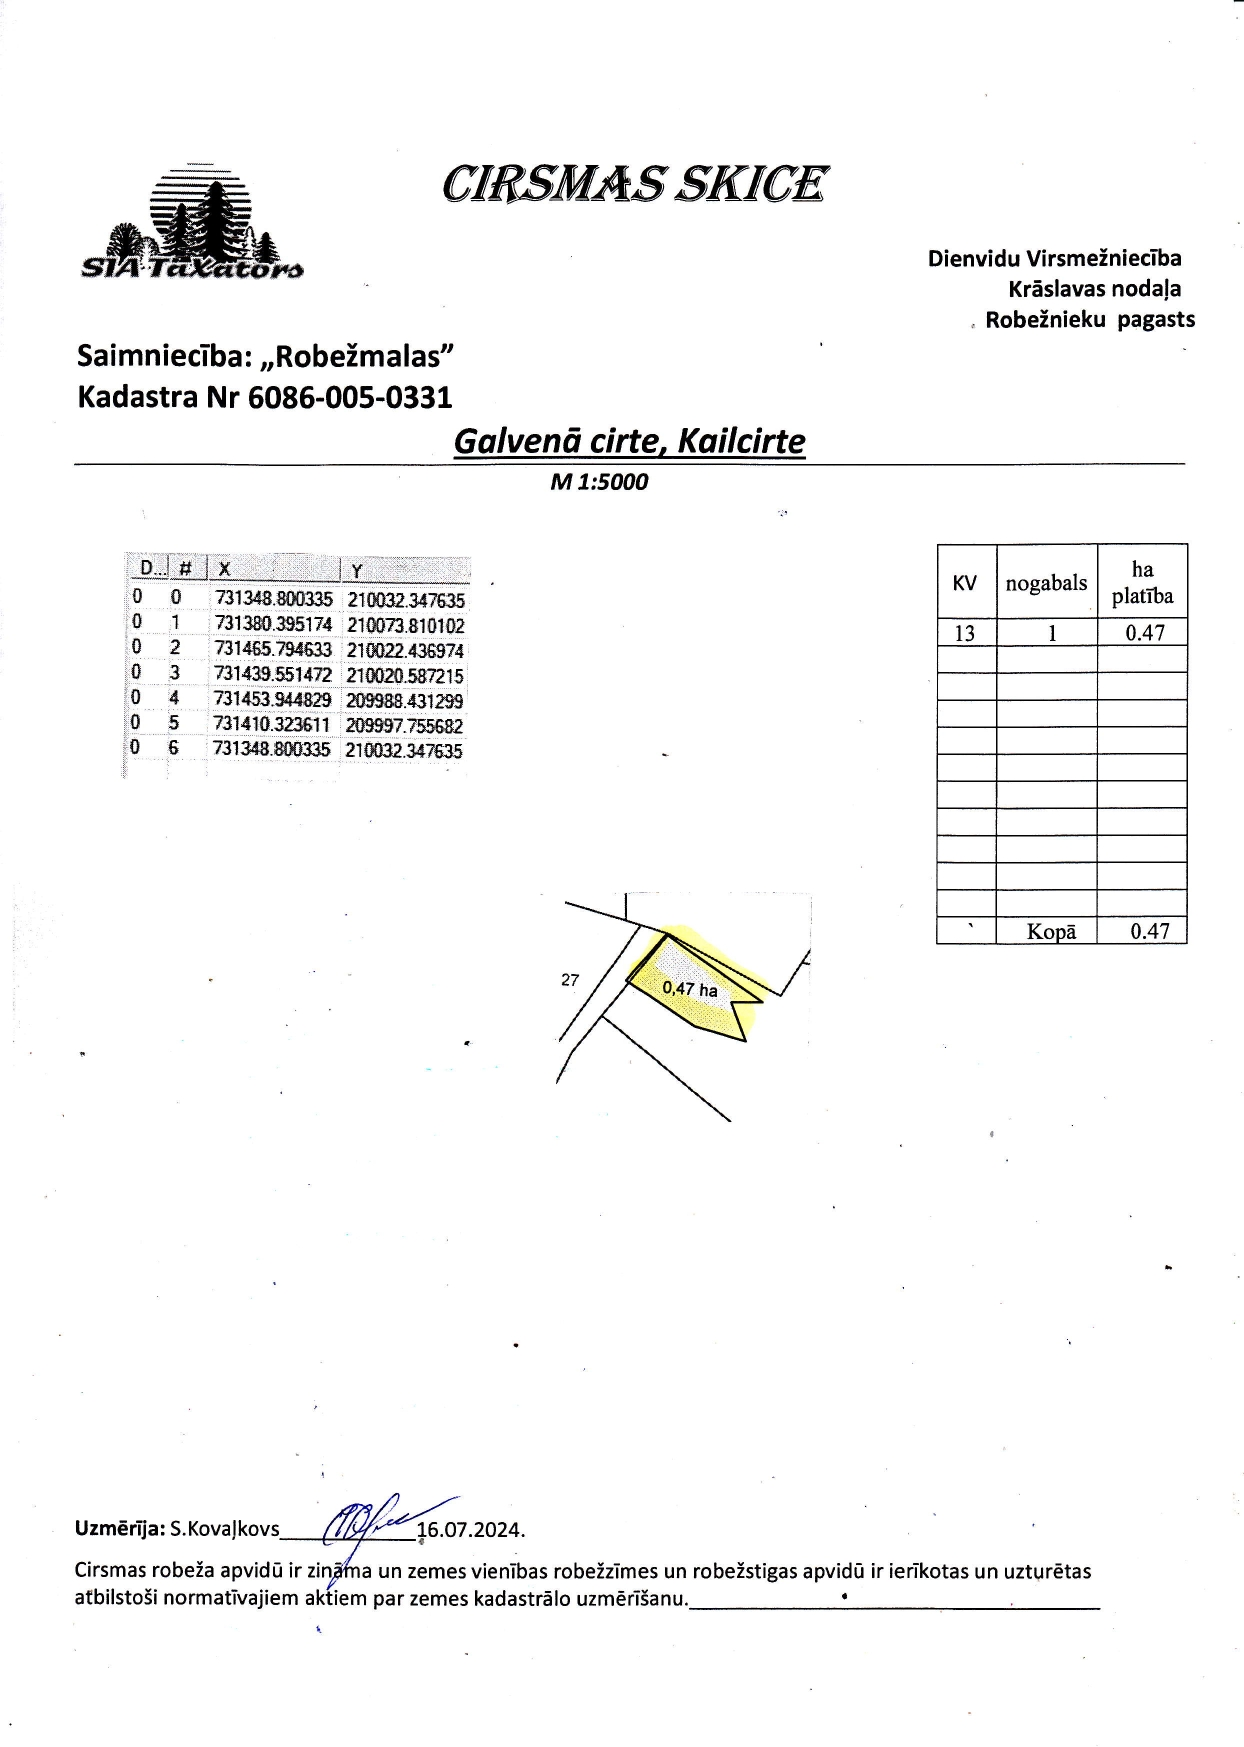 CIRSMAS SKICE
SIA Taxators
Dienvidu Virsmežniecība
Krāslavas nodaļa
Robežnieku pagasts
Saimniecība: „Robežmalas”
Kadastra Nr 6086-005-0331
Galvenā cirte, Kailcirte
M 1:5000
D... # X Y
0 0 731348.800335 210032.347635
0 1 731380.395174 210073.810102
0 2 731465.794633 210022.436974
0 3 731439.551472 210020.587215
0 4 731453.944829 209988.431299
0 5 731410.323611 209997.755682
0 6 731348.800335 210032.347635
KV nogabals ha platība
13 1 0.47
Kopā 0.47
27
0,47 ha
Uzmērīja: S.Kovaļkovs 16.07.2024.
Cirsmas robeža apvidū ir zināma un zemes vienības robežzīmes un robežstigas apvidū ir ierīkotas un uzturētas
atbilstoši normatīvajiem aktiem par zemes kadastrālo uzmērīšanu.